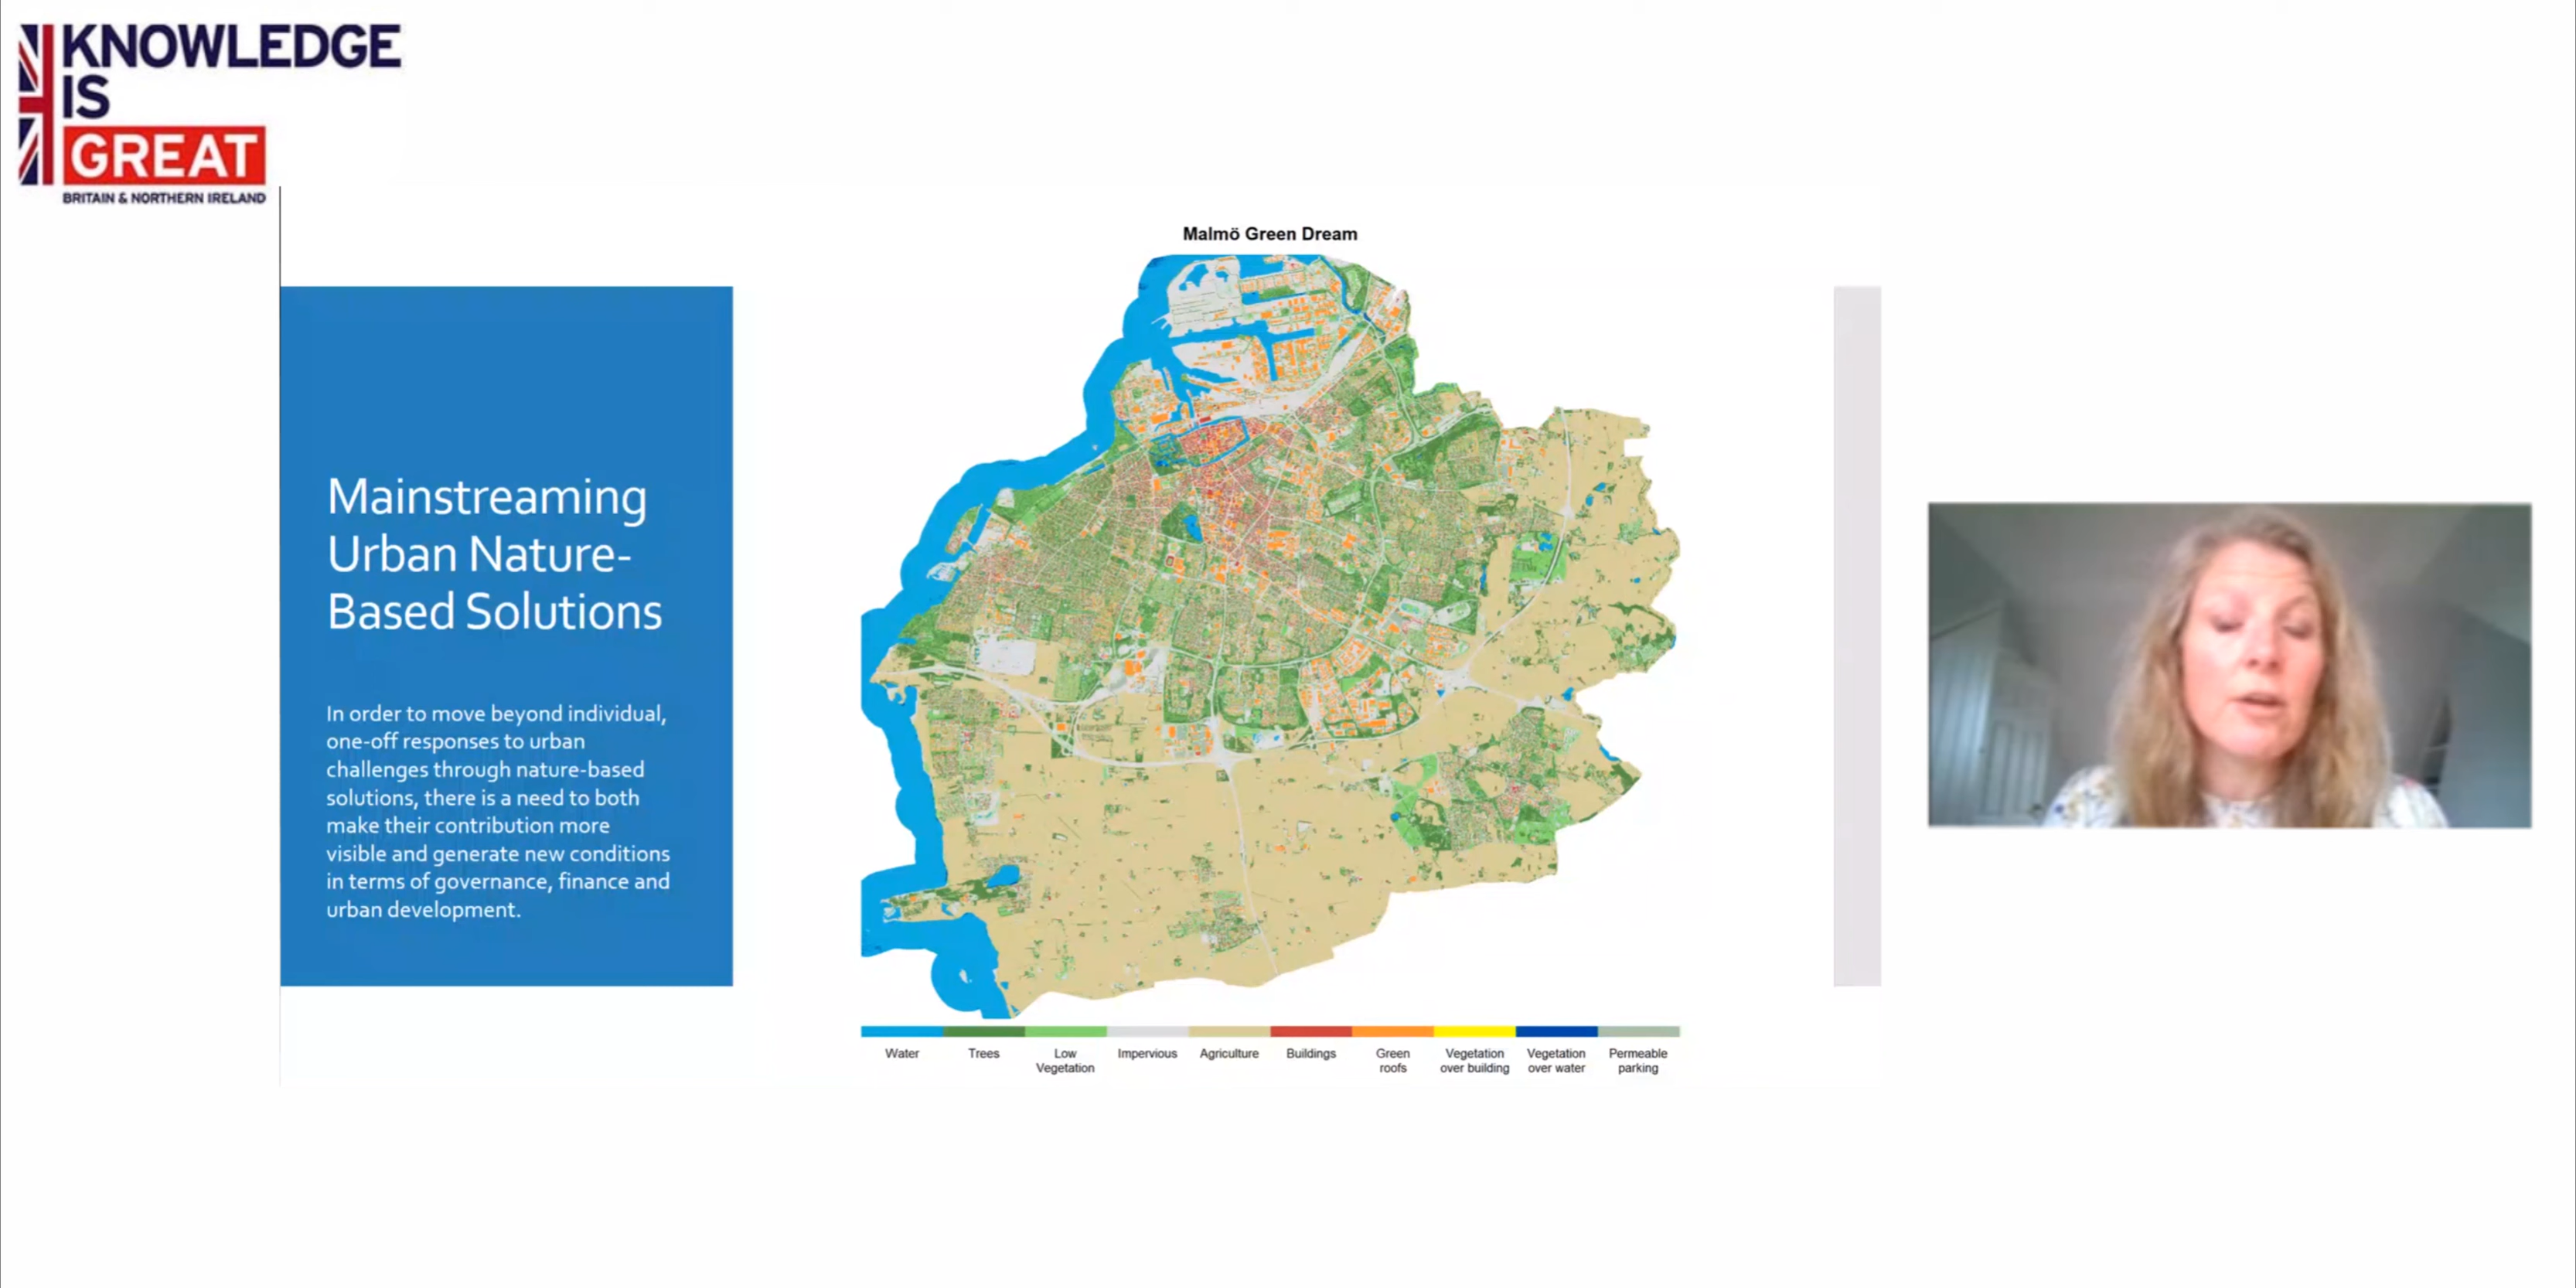 KNOWLEDGE
IS
GREAT
BRITAIN & NORTHERN IRELAND
Mainstreaming
Urban Nature-
Based Solutions
In order to move beyond individual,
one-off responses to urban
challenges through nature-based
solutions, there is a need to both
make their contribution more
visible and generate new conditions
in terms of governance, finance and
urban development.
Malmö Green Dream
Water
Trees
Low
Vegetation
Impervious
Agriculture
Buildings
Green
roofs
Vegetation
over building
Vegetation
over water
Permeable
parking